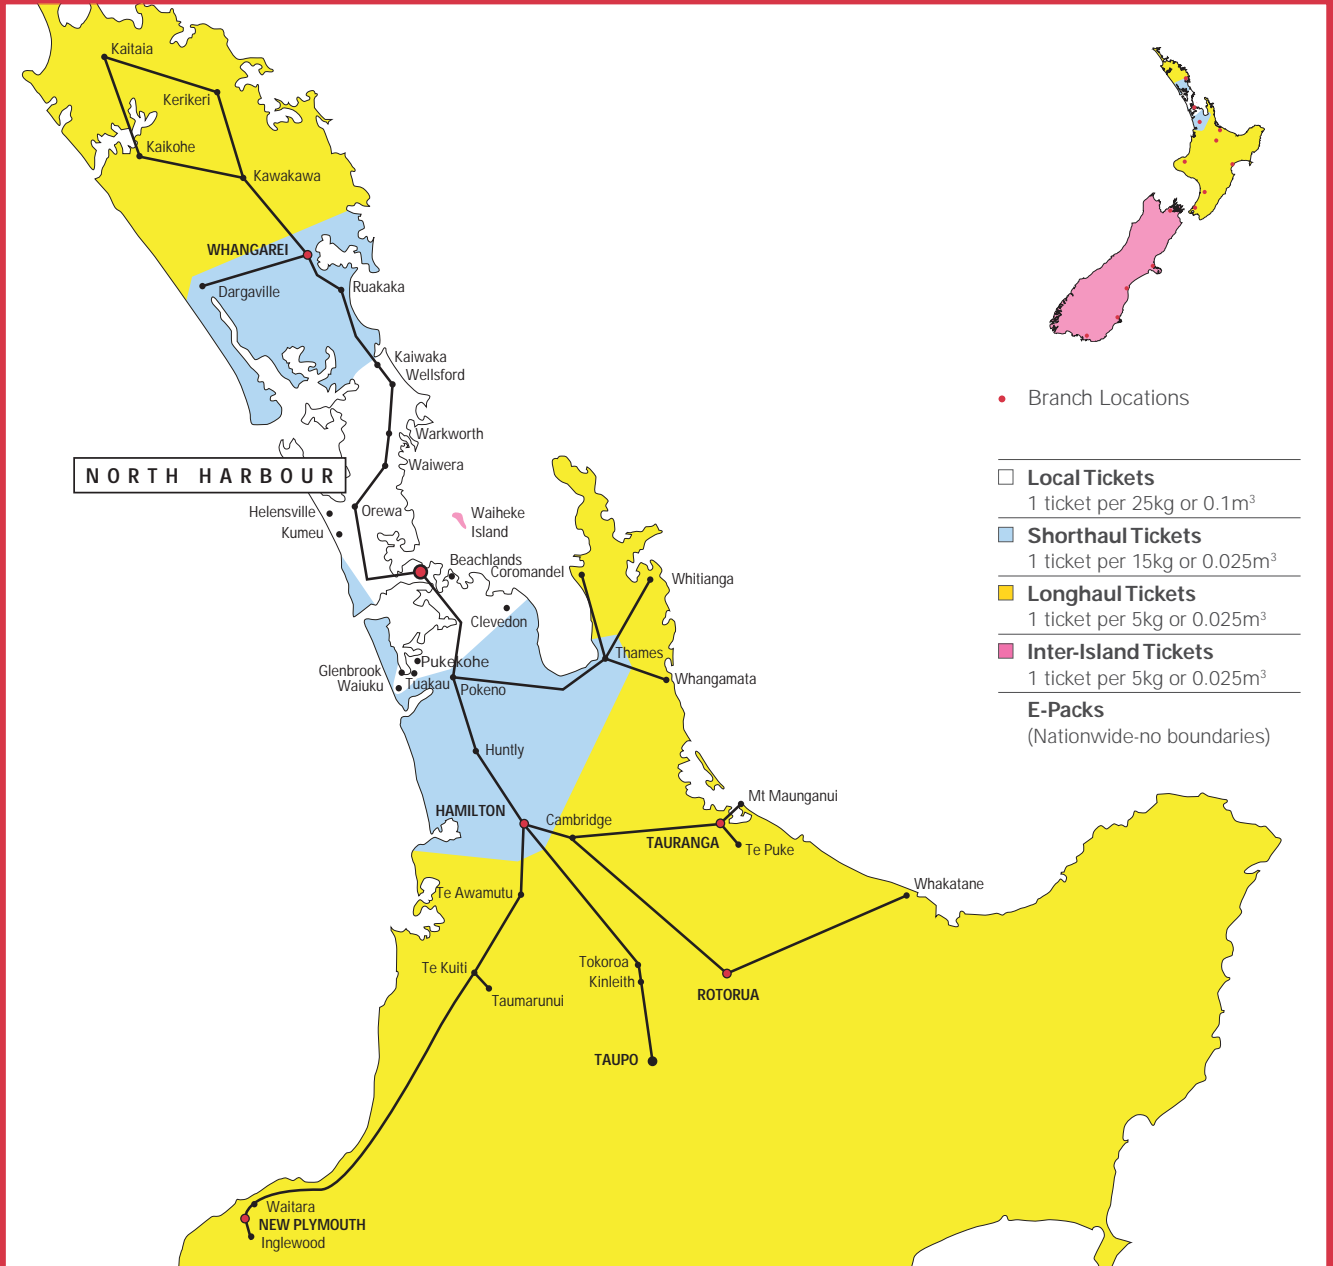 Kaitaia
Kerikeri
Kaikohe
Kawakawa
WHANGAREI
Dargaville
Ruakaka
Kaiwaka
Wellsford
Warkworth
NORTH HARBOUR
Waiwera
Helensville
Orewa
Waiheke
Island
Kumeu
Beachlands
Coromandel
Whitianga
Clevedon
Pukekohe
Thames
Glenbrook
Waiuku
Tuakau
Pokeno
Whangamata
Huntly
HAMILTON
Cambridge
Mt Maunganui
TAURANGA
Te Puke
Te Awamutu
Whakatane
Te Kuiti
Taumarunui
Tokoroa
Kinleith
ROTORUA
TAUPO
Waitara
NEW PLYMOUTH
Inglewood
Branch Locations
Local Tickets
1 ticket per 25kg or 0.1m³
Shorthaul Tickets
1 ticket per 15kg or 0.025m³
Longhaul Tickets
1 ticket per 5kg or 0.025m³
Inter-Island Tickets
1 ticket per 5kg or 0.025m³
E-Packs
(Nationwide-no boundaries)